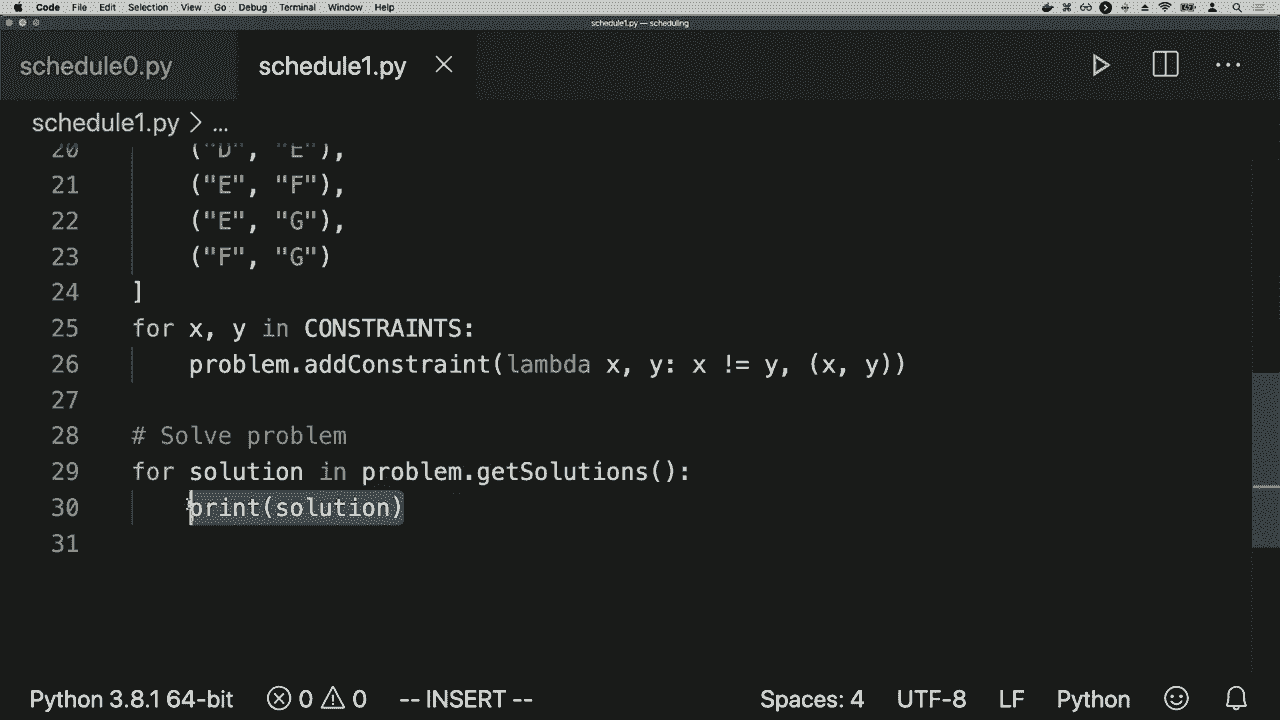 Code File Edit Selection View Go Debug Terminal Window Help
schedule1.py — scheduling
schedule0.py schedule1.py
schedule1.py > ...
20 ("D", "E"),
21 ("E", "F"),
22 ("E", "G"),
23 ("F", "G")
24 ]
25 for x, y in CONSTRAINTS:
26 problem.addConstraint(lambda x, y: x != y, (x, y))
27
28 # Solve problem
29 for solution in problem.getSolutions():
30 print(solution)
31
Python 3.8.1 64-bit 0 0 -- INSERT -- Spaces: 4 UTF-8 LF Python